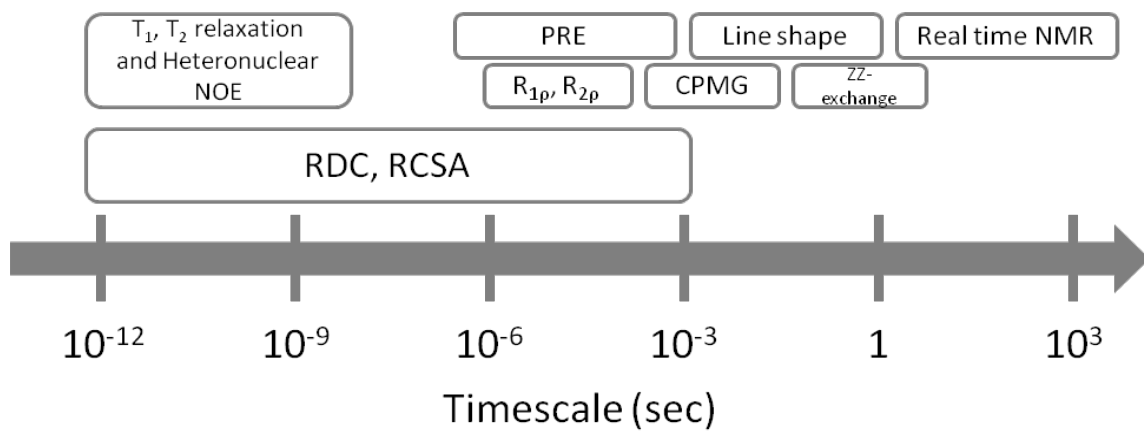 T₁, T₂ relaxation
and Heteronuclear
NOE
PRE
Line shape
Real time NMR
R₁ρ, R₂ρ
CPMG
ZZ-
exchange
RDC, RCSA
10⁻¹² 10⁻⁹ 10⁻⁶ 10⁻³ 1 10³
Timescale (sec)